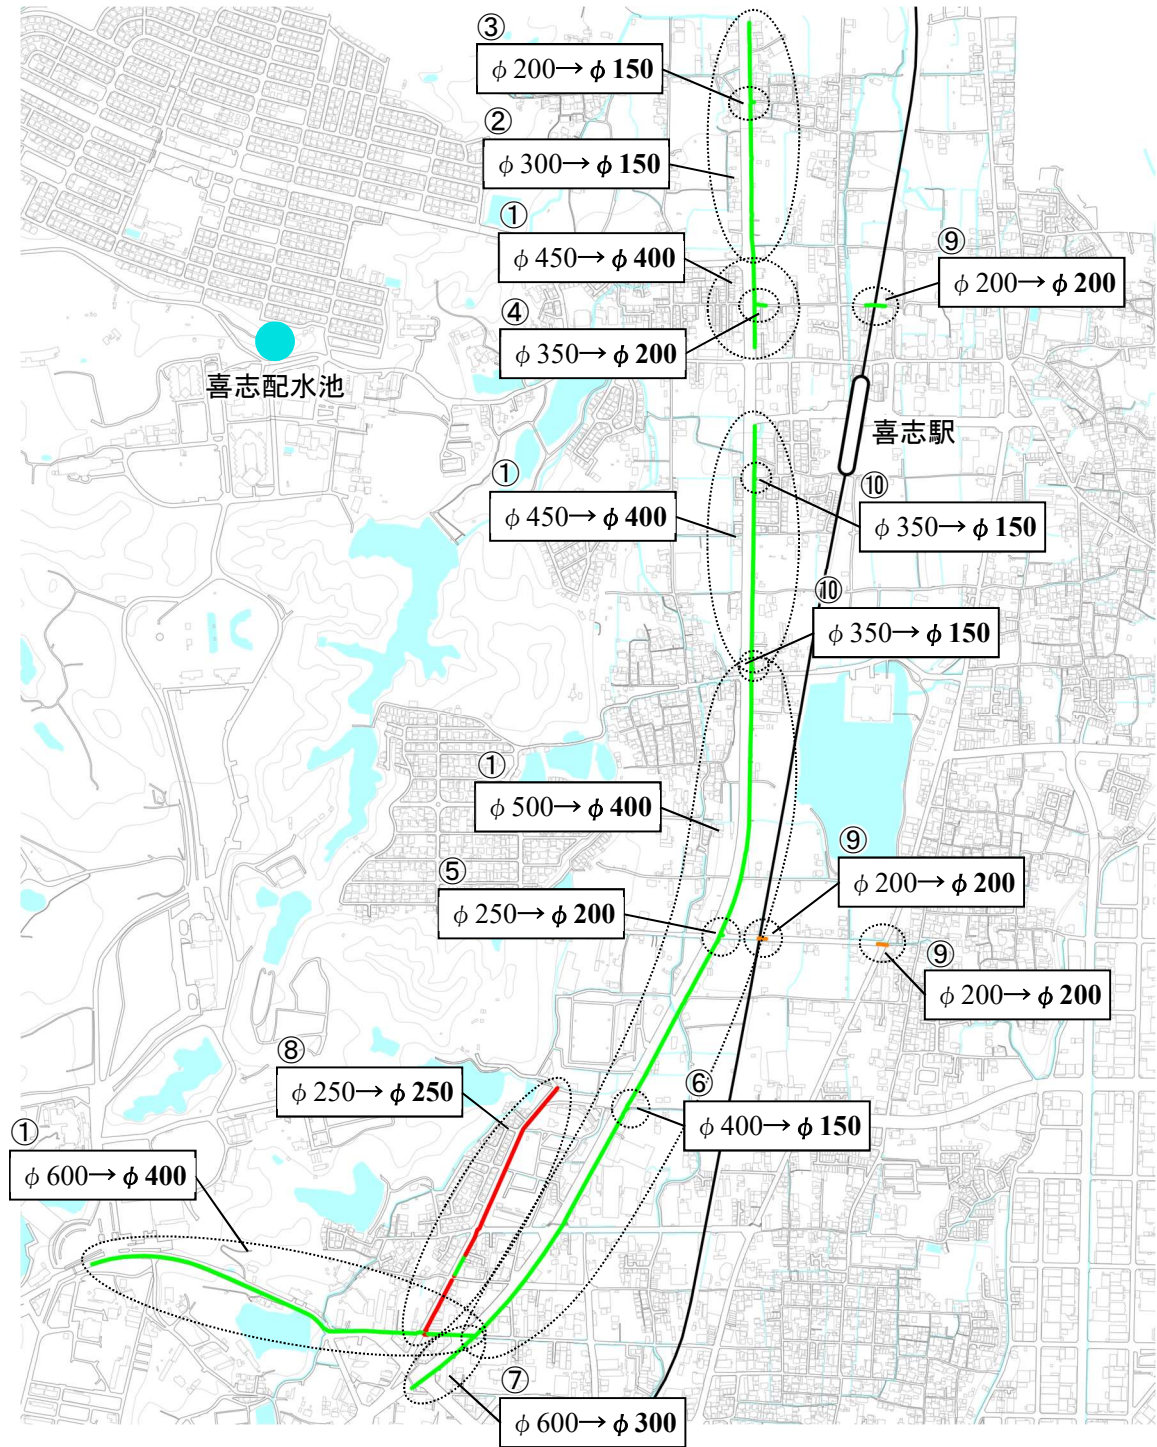 ③
φ 200→ φ 150
②
φ 300→ φ 150
①
φ 450→ φ 400
⑨
φ 200→ φ 200
④
φ 350→ φ 200
喜志配水池
喜志駅
①
φ 450→ φ 400
⑩
φ 350→ φ 150
⑩
φ 350→ φ 150
①
φ 500→ φ 400
⑨
φ 200→ φ 200
⑤
φ 250→ φ 200
⑨
φ 200→ φ 200
⑧
φ 250→ φ 250
⑥
φ 400→ φ 150
①
φ 600→ φ 400
⑦
φ 600→ φ 300